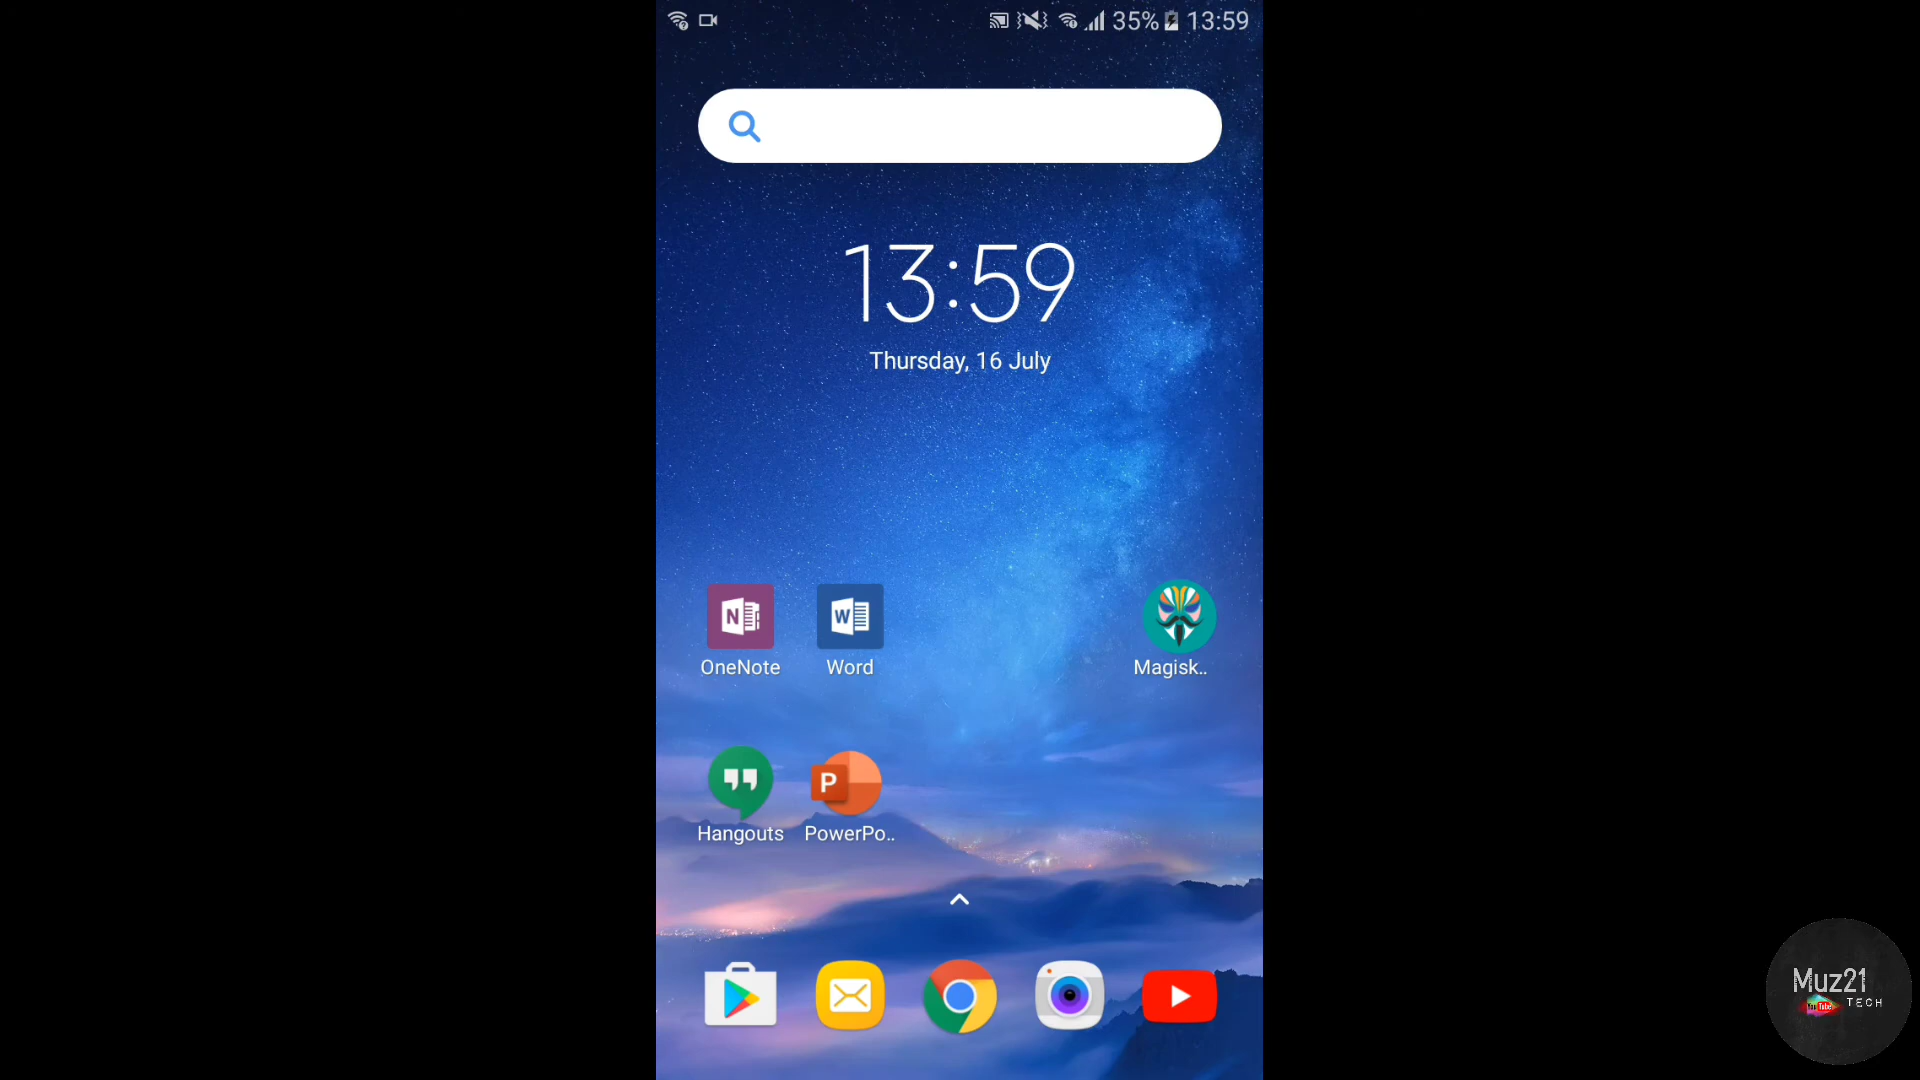 35% 13:59
13:59
Thursday, 16 July
N
W
OneNote
Word
Magisk..
P
Hangouts
PowerPo..
Muz21
TECH